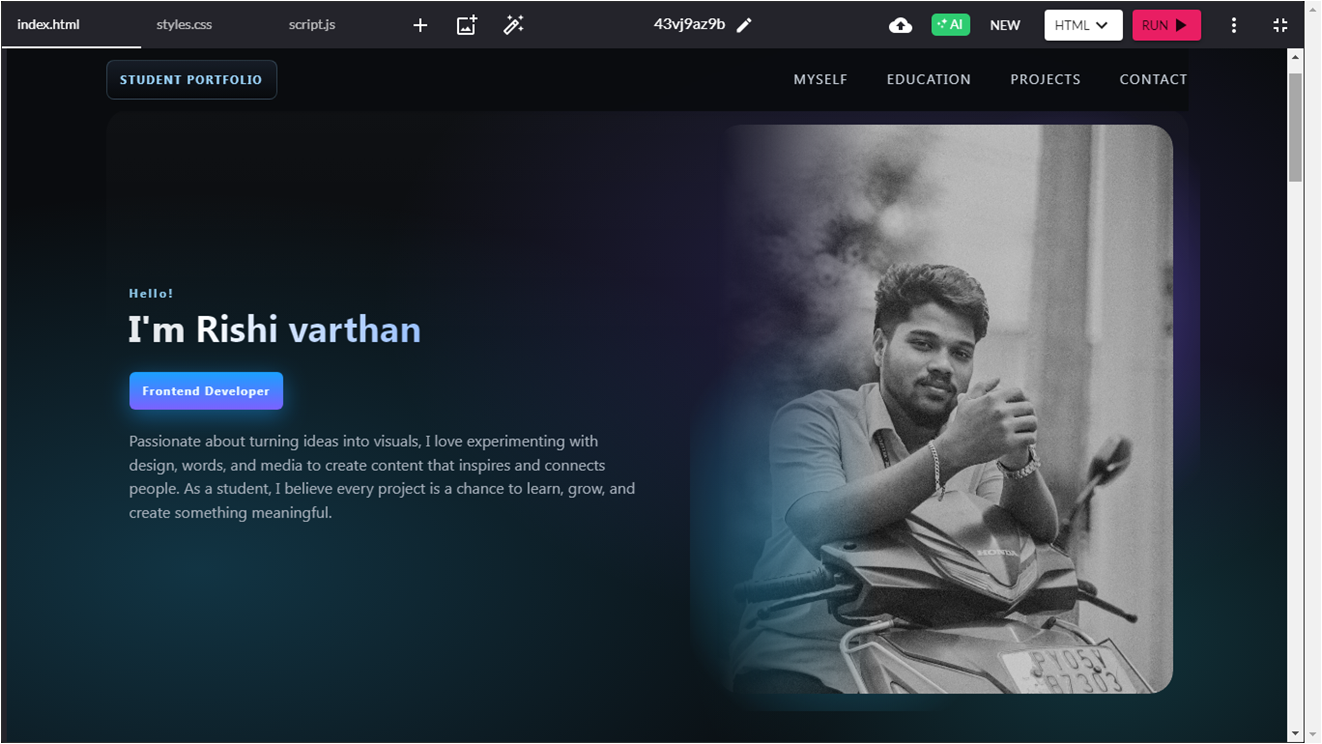 index.html styles.css script.js 43vj9az9b AI NEW HTML RUN
STUDENT PORTFOLIO MYSELF EDUCATION PROJECTS CONTACT
Hello!
I'm Rishi varthan
Frontend Developer
Passionate about turning ideas into visuals, I love experimenting with
design, words, and media to create content that inspires and connects
people. As a student, I believe every project is a chance to learn, grow, and
create something meaningful.
HONDA
PY05Y